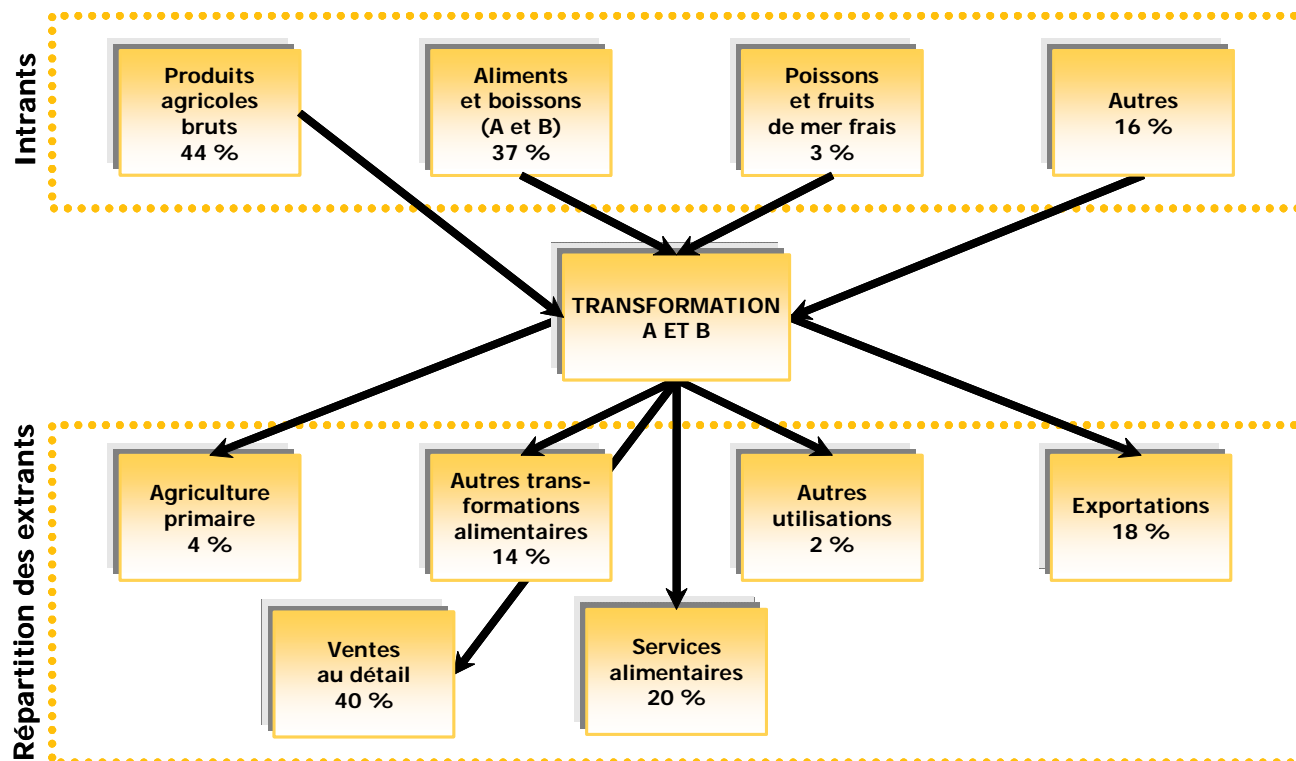 Intrants
Produits
agricoles
bruts
44 %
Aliments
et boissons
(A et B)
37 %
Poissons
et fruits
de mer frais
3 %
Autres
16 %
TRANSFORMATION
A ET B
Répartition des extrants
Agriculture
primaire
4 %
Autres trans-
formations
alimentaires
14 %
Autres
utilisations
2 %
Exportations
18 %
Ventes
au détail
40 %
Services
alimentaires
20 %